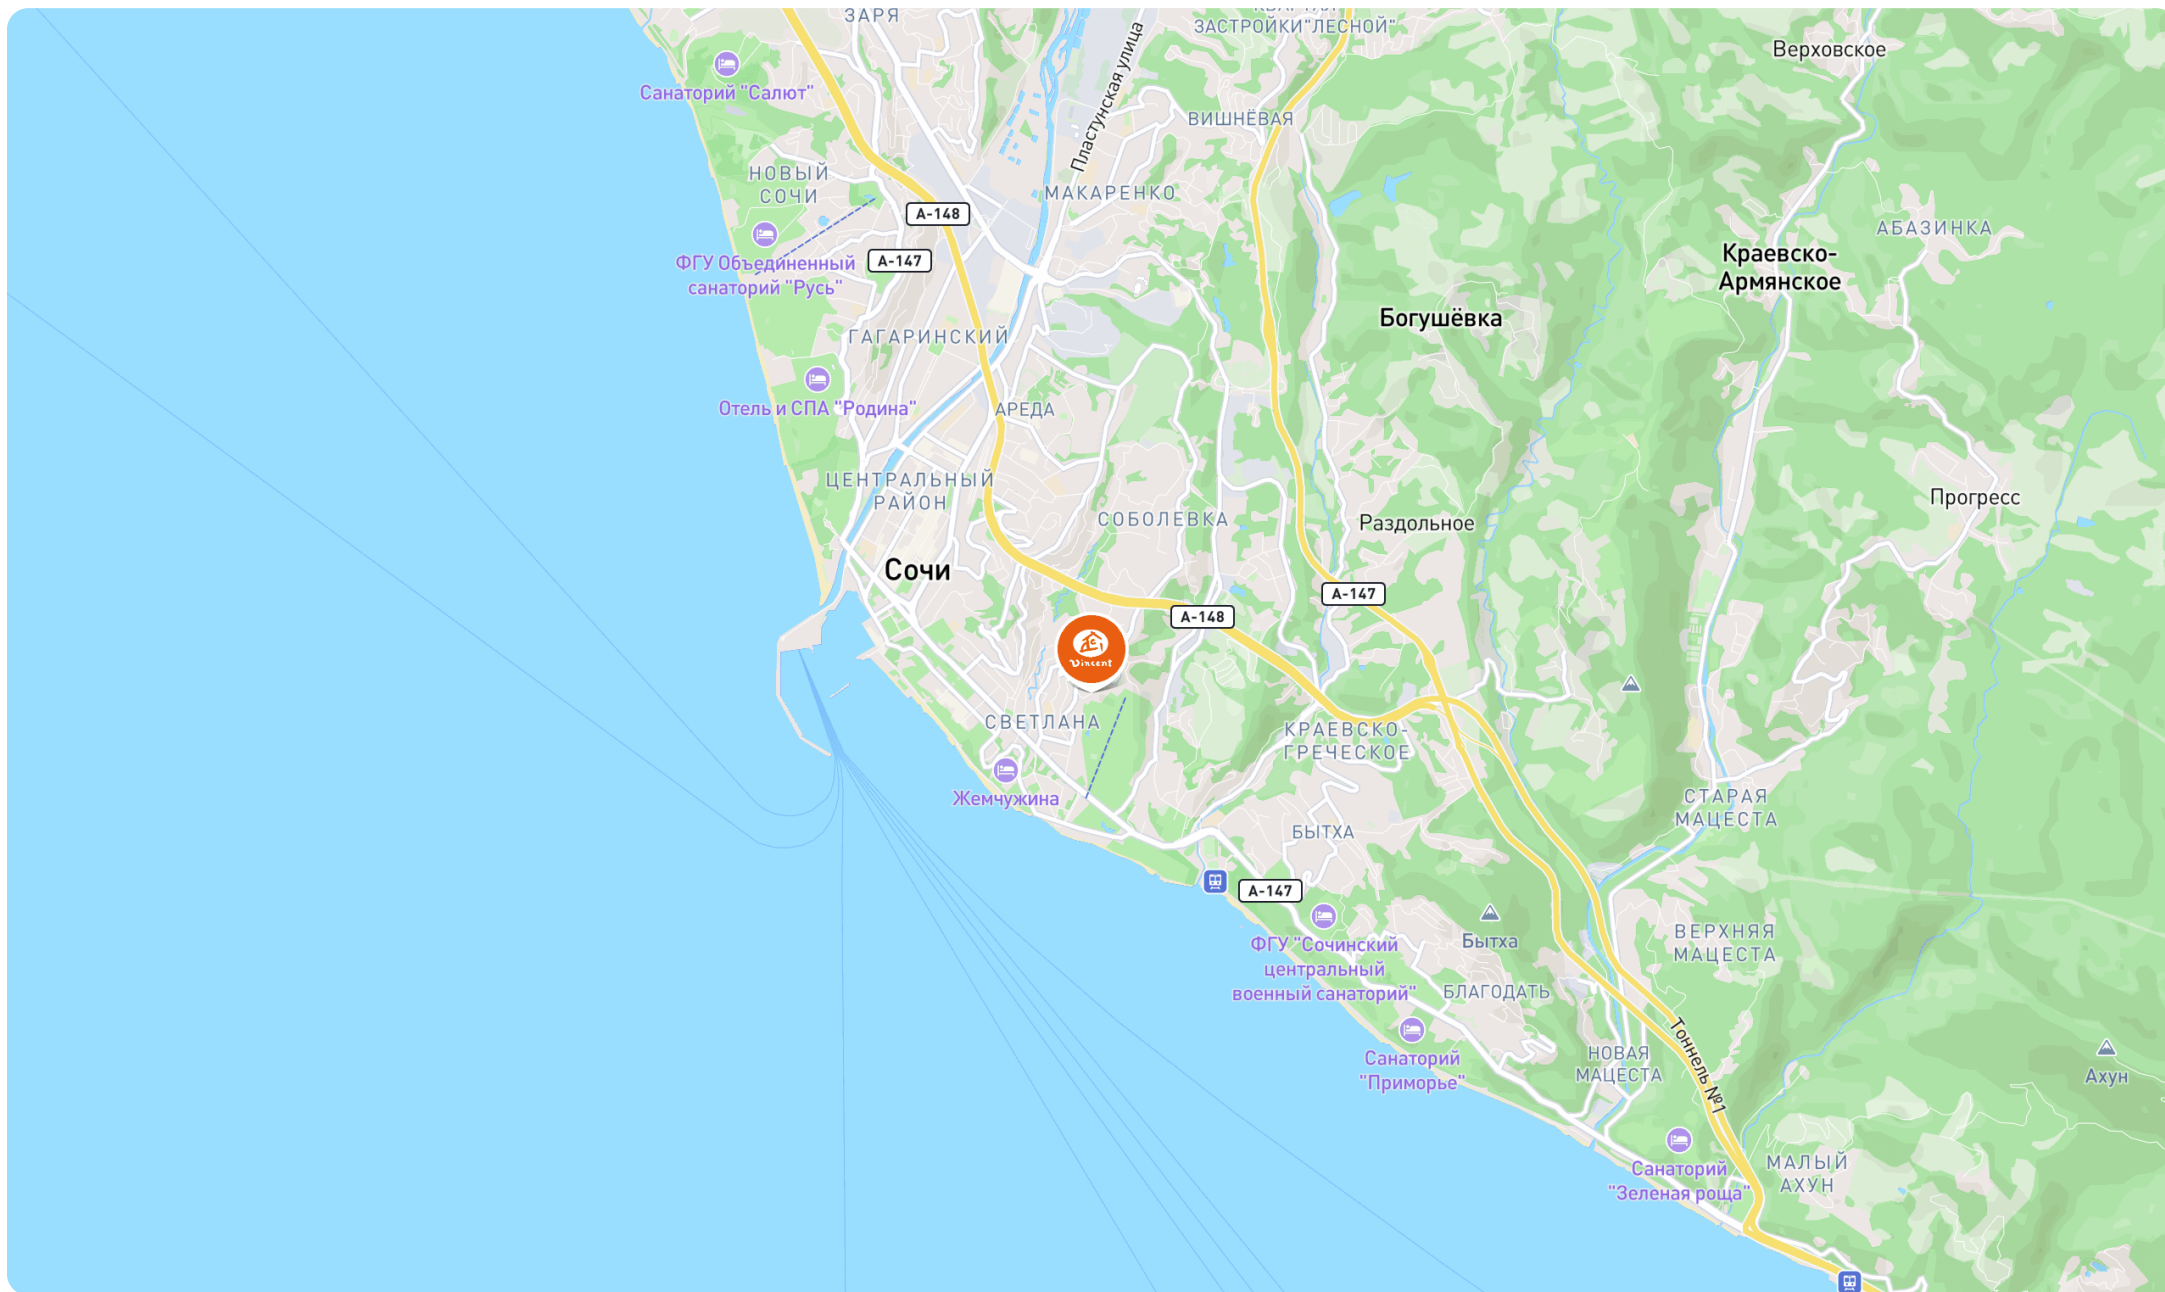 ЗАРЯ
ЗАСТРОЙКИ"ЛЕСНОЙ"
Верховское
Санаторий "Салют"
Пластунская улица
ВИШНЁВАЯ
НОВЫЙ
СОЧИ
МАКАРЕНКО
А-148
АБАЗИНКА
А-147
ФГУ Объединенный
санаторий "Русь"
Краевско-
Армянское
Богушёвка
ГАГАРИНСКИЙ
Отель и СПА "Родина"
АРЕДА
ЦЕНТРАЛЬНЫЙ
РАЙОН
Прогресс
СОБОЛЕВКА
Раздольное
Сочи
А-147
А-148
Vincent
СВЕТЛАНА
КРАЕВСКО-
ГРЕЧЕСКОЕ
Жемчужина
СТАРАЯ
МАЦЕСТА
БЫТХА
А-147
ФГУ "Сочинский
центральный
военный санаторий"
Бытха
ВЕРХНЯЯ
МАЦЕСТА
БЛАГОДАТЬ
Санаторий
"Приморье"
НОВАЯ
МАЦЕСТА
Тоннель №1
Ахун
Санаторий
"Зеленая роща"
МАЛЫЙ
АХУН